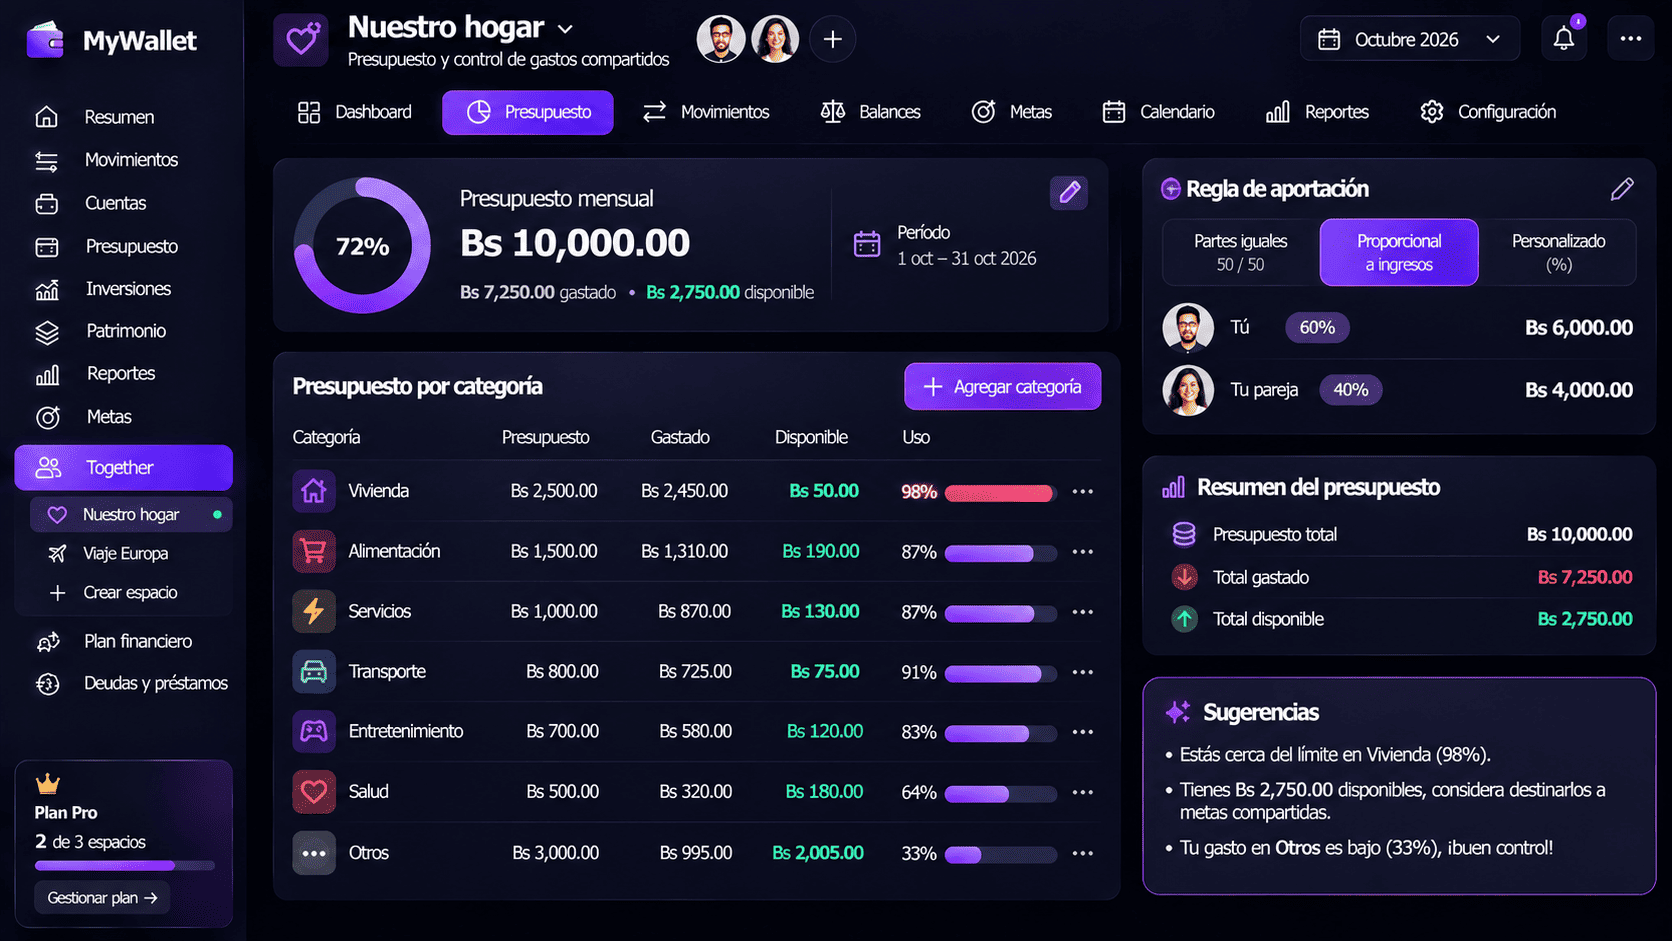 MyWallet
Resumen
Movimientos
Cuentas
Presupuesto
Inversiones
Patrimonio
Reportes
Metas
Together
Nuestro hogar
Viaje Europa
Crear espacio
Plan financiero
Deudas y préstamos
Plan Pro
2 de 3 espacios
Gestionar plan →
Nuestro hogar
Presupuesto y control de gastos compartidos
Octubre 2026
Dashboard
Presupuesto
Movimientos
Balances
Metas
Calendario
Reportes
Configuración
72%
Presupuesto mensual
Bs 10,000.00
Bs 7,250.00 gastado • Bs 2,750.00 disponible
Período
1 oct – 31 oct 2026
Presupuesto por categoría
+ Agregar categoría
Categoría Presupuesto Gastado Disponible Uso
Vivienda Bs 2,500.00 Bs 2,450.00 Bs 50.00 98%
Alimentación Bs 1,500.00 Bs 1,310.00 Bs 190.00 87%
Servicios Bs 1,000.00 Bs 870.00 Bs 130.00 87%
Transporte Bs 800.00 Bs 725.00 Bs 75.00 91%
Entretenimiento Bs 700.00 Bs 580.00 Bs 120.00 83%
Salud Bs 500.00 Bs 320.00 Bs 180.00 64%
Otros Bs 3,000.00 Bs 995.00 Bs 2,005.00 33%
Regla de aportación
Partes iguales
50 / 50
Proporcional
a ingresos
Personalizado
(%)
Tú 60% Bs 6,000.00
Tu pareja 40% Bs 4,000.00
Resumen del presupuesto
Presupuesto total Bs 10,000.00
Total gastado Bs 7,250.00
Total disponible Bs 2,750.00
Sugerencias
• Estás cerca del límite en Vivienda (98%).
• Tienes Bs 2,750.00 disponibles, considera destinarlos a
metas compartidas.
• Tu gasto en Otros es bajo (33%), ¡buen control!